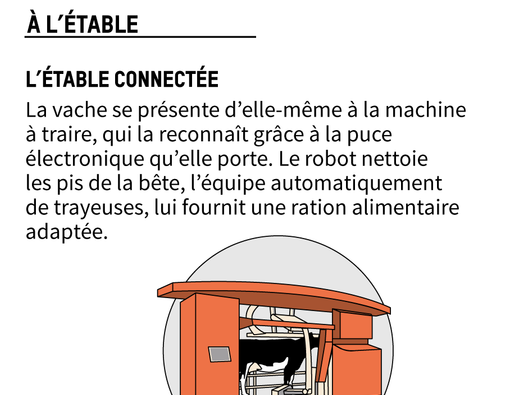 À L'ÉTABLE
L'ÉTABLE CONNECTÉE
La vache se présente d'elle-même à la machine
à traire, qui la reconnaît grâce à la puce
électronique qu'elle porte. Le robot nettoie
les pis de la bête, l'équipe automatiquement
de trayeuses, lui fournit une ration alimentaire
adaptée.